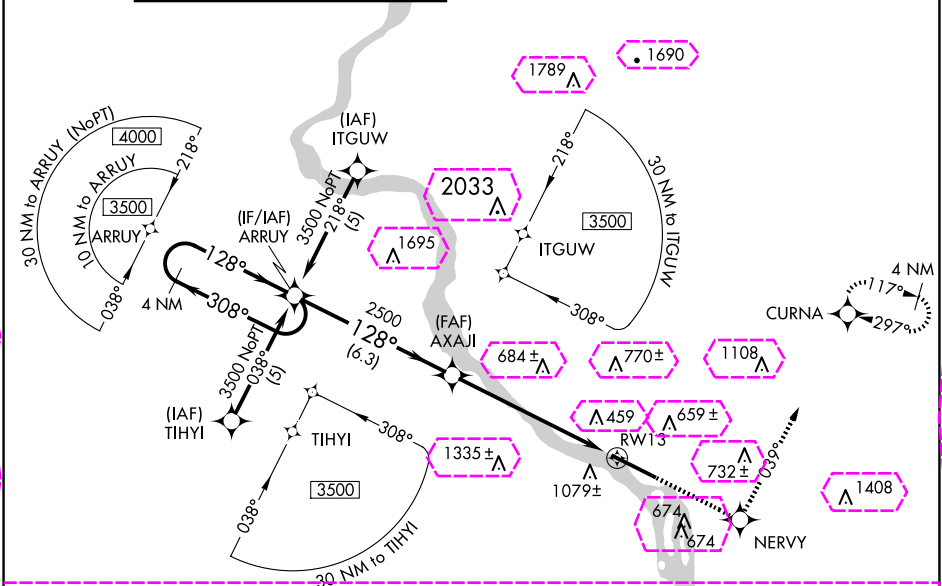 1789
1690
(IAF)
ITGUW
30 NM to ARRUY (NoPT)
4000
218°
10 NM to ARRUY
3500
ARRUY
038°
(IF/IAF)
ARRUY
3500 NoPT
218°
(5)
2033
1695
218°
30 NM to ITGUW
3500
ITGUW
308°
128°
308°
4 NM
2500
128°
(6.3)
(FAF)
AXAJI
CURNA
4 NM
117°
297°
3500 NoPT
038°
(5)
(IAF)
TIHYI
684 ±
770 ±
1108
459
659 ±
RW13
732 ±
039°
TIHYI
308°
3500
038°
30 NM to TIHYI
1335 ±
1079±
674
674
NERVY
1408